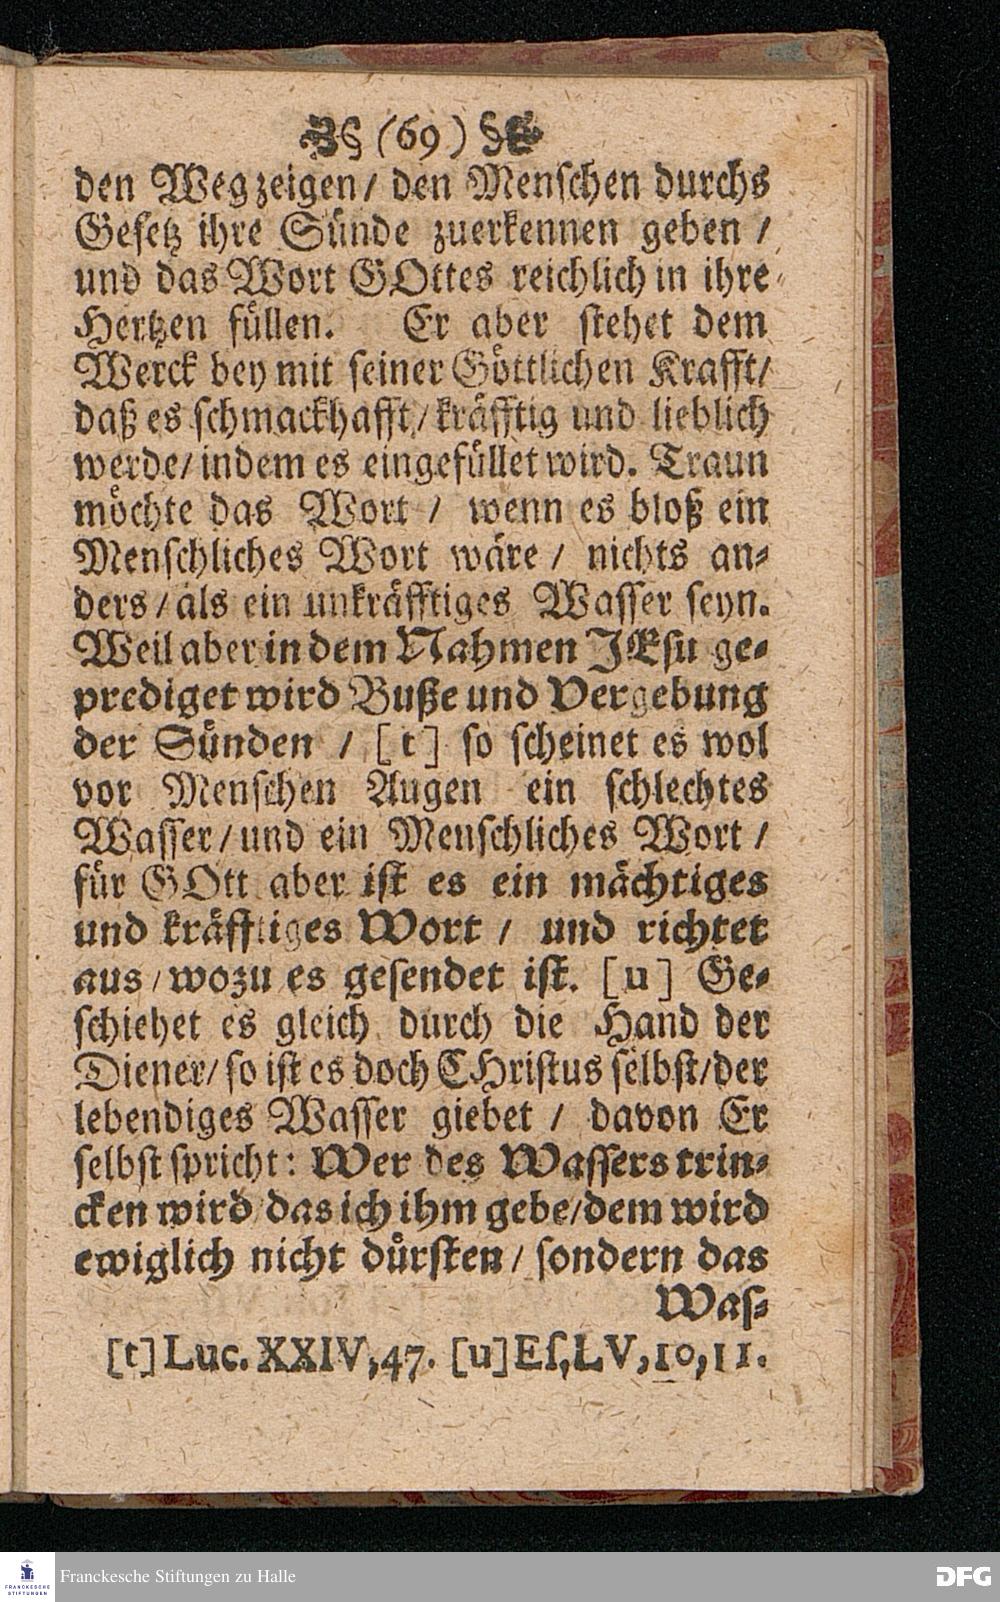 § (69) §
den Weg zeigen/ den Menſchen durchs
Geſetz ihre Sünde zuerkennen geben /
und das Wort GOttes reichlich in ihre
Hertzen füllen. Er aber ſtehet dem
Werck bey mit ſeiner Göttlichen Krafft/
daß es ſchmackhafft/ kräfftig und lieblich
werde/ indem es eingefüllet wird. Traun
möchte das Wort / wenn es bloß ein
Menſchliches Wort wäre / nichts an-
ders / als ein unkräfftiges Waſſer ſeyn.
Weil aber in dem Nahmen JEſu ge-
prediget wird Buße und Vergebung
der Sünden / [t] ſo ſcheinet es wol
vor Menſchen Augen ein ſchlechtes
Waſſer / und ein Menſchliches Wort /
für GOtt aber iſt es ein mächtiges
und kräfftiges Wort / und richtet
aus / wozu es geſendet iſt. [u] Ge-
ſchiehet es gleich durch die Hand der
Diener/ ſo iſt es doch CHriſtus ſelbſt/ der
lebendiges Waſſer giebet / davon Er
ſelbſt ſpricht: Wer des Waſſers trin-
cken wird das ich ihm gebe/ dem wird
ewiglich nicht dürſten / ſondern das
Waſ-
[t] Luc. XXIV, 47. [u] Eſ, LV, 10, 11.
FRANCKESCHE
STIFTUNGEN
Franckesche Stiftungen zu Halle
DFG